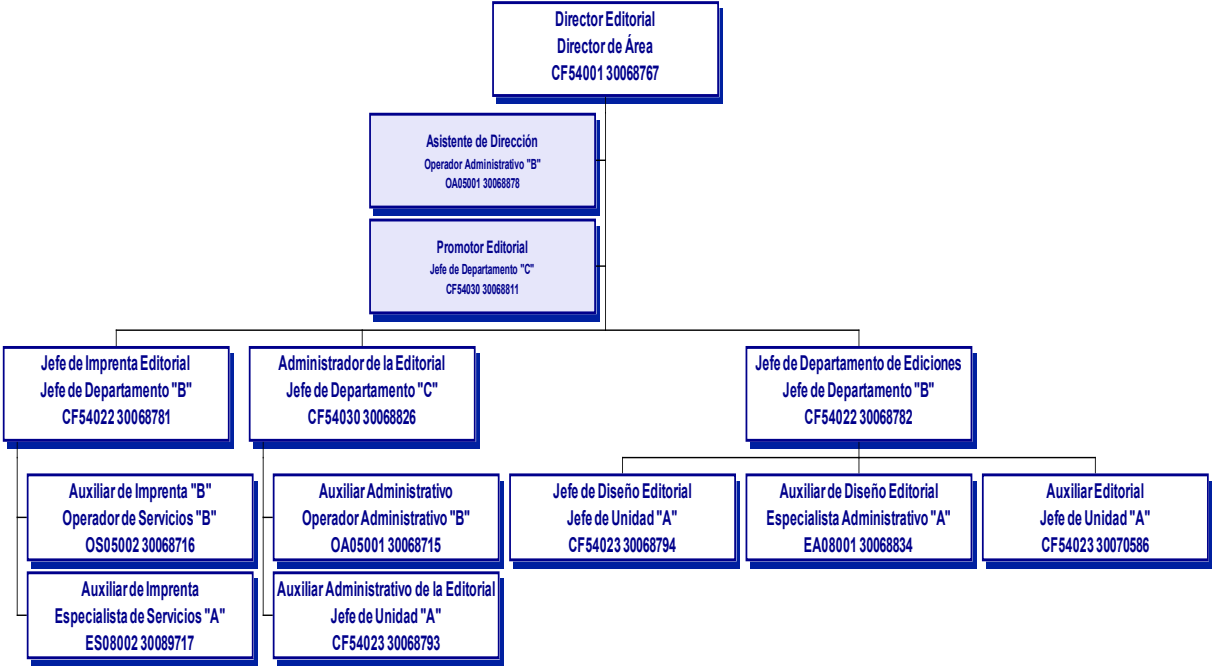 Director Editorial
Director de Área
CF54001 30068767
Asistente de Dirección
Operador Administrativo "B"
OA05001 30068878
Promotor Editorial
Jefe de Departamento "C"
CF54030 30068811
Jefe de Imprenta Editorial
Jefe de Departamento "B"
CF54022 30068781
Administrador de la Editorial
Jefe de Departamento "C"
CF54030 30068826
Jefe de Departamento de Ediciones
Jefe de Departamento "B"
CF54022 30068782
Auxiliar de Imprenta "B"
Operador de Servicios "B"
OS05002 30068716
Auxiliar Administrativo
Operador Administrativo "B"
OA05001 30068715
Jefe de Diseño Editorial
Jefe de Unidad "A"
CF54023 30068794
Auxiliar de Diseño Editorial
Especialista Administrativo "A"
EA08001 30068834
Auxiliar Editorial
Jefe de Unidad "A"
CF54023 30070586
Auxiliar de Imprenta
Especialista de Servicios "A"
ES08002 30089717
Auxiliar Administrativo de la Editorial
Jefe de Unidad "A"
CF54023 30068793